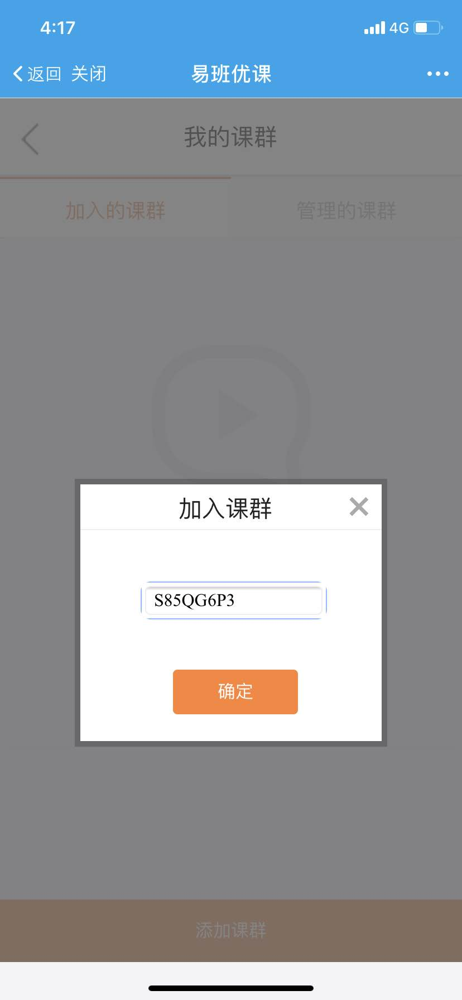 4:17 4G
返回 关闭 易班优课
我的课群
加入的课群 管理的课群
加入课群
S85QG6P3
确定
添加课群